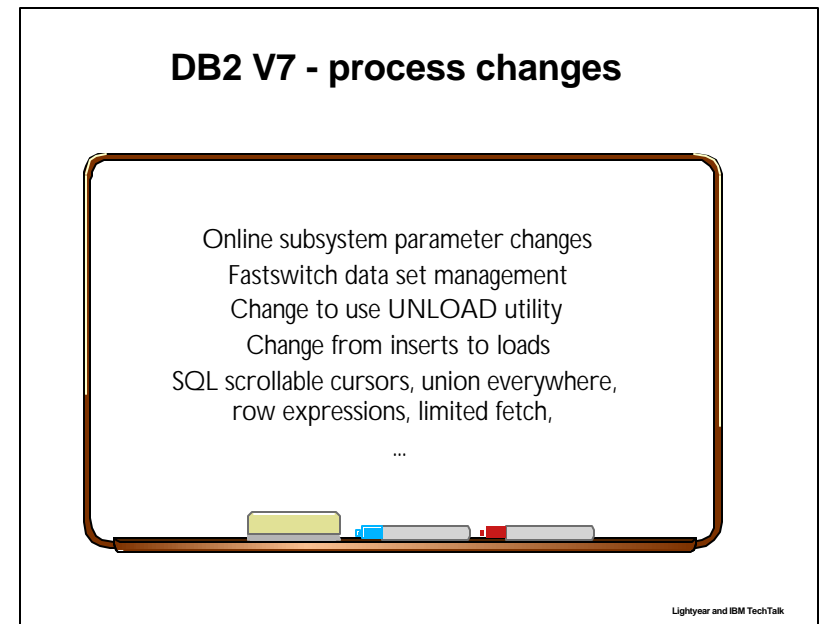 DB2 V7 - process changes
Online subsystem parameter changes
Fastswitch data set management
Change to use UNLOAD utility
Change from inserts to loads
SQL scrollable cursors, union everywhere,
row expressions, limited fetch,
...
Lightyear and IBM TechTalk